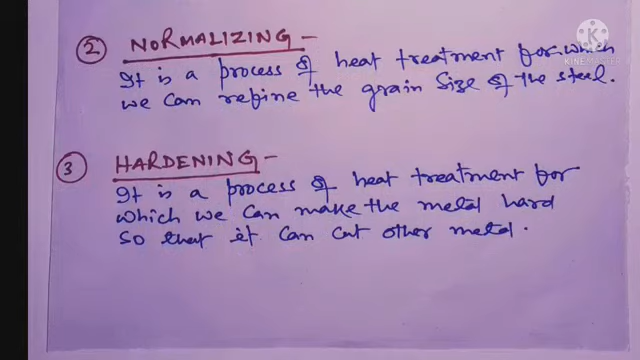 ② NORMALIZING -
It is a process of heat treatment for which
we can refine the grain size of the steel.
③ HARDENING -
It is a process of heat treatment for
which we can make the metal hard
so that it can cut other metal.
KINEMASTER